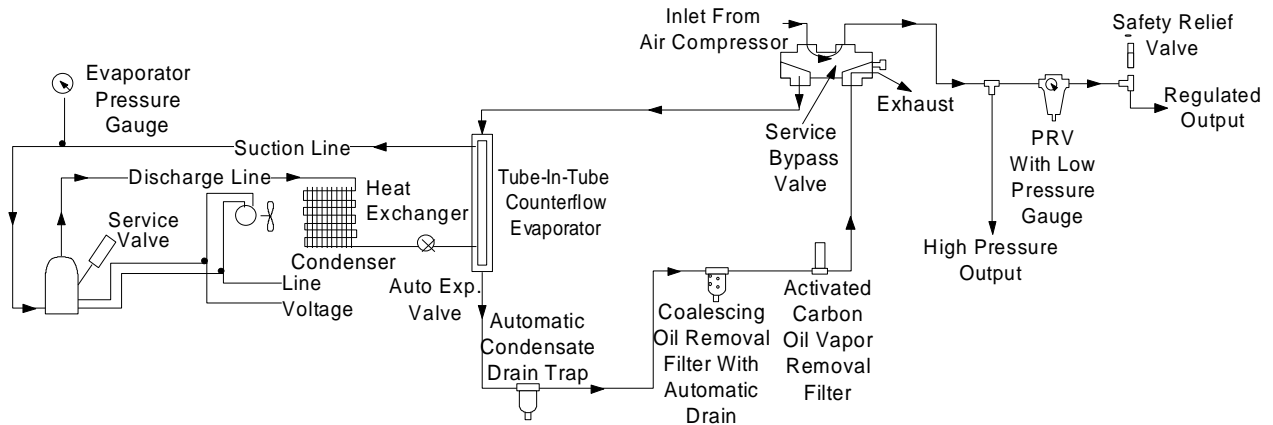 Inlet From
Air Compressor
Safety Relief
Valve
Evaporator
Pressure
Gauge
Exhaust
Regulated
Output
Service
Bypass
Valve
PRV
With Low
Pressure
Gauge
Suction Line
Discharge Line
Heat
Exchanger
Tube-In-Tube
Counterflow
Evaporator
Service
Valve
High Pressure
Output
Condenser
Line
Voltage
Auto Exp.
Valve
Automatic
Condensate
Drain Trap
Coalescing
Oil Removal
Filter With
Automatic
Drain
Activated
Carbon
Oil Vapor
Removal
Filter